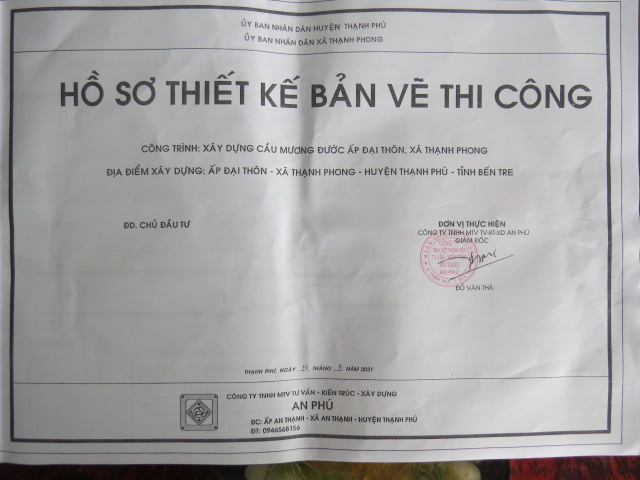 ỦY BAN NHÂN DÂN HUYỆN THẠNH PHÚ
ỦY BAN NHÂN DÂN XÃ THẠNH PHONG
HỒ SƠ THIẾT KẾ BẢN VẼ THI CÔNG
CÔNG TRÌNH: XÂY DỰNG CẦU MƯƠNG ĐƯỚC ẤP ĐẠI THÔN, XÃ THẠNH PHONG
ĐỊA ĐIỂM XÂY DỰNG: ẤP ĐẠI THÔN - XÃ THẠNH PHONG - HUYỆN THẠNH PHÚ - TỈNH BẾN TRE
ĐD. CHỦ ĐẦU TƯ
ĐƠN VỊ THỰC HIỆN
CÔNG TY TNHH MTV TV-KT-XD AN PHÚ
GIÁM ĐỐC
XÂY DỰNG
AN PHÚ
ĐỖ VĂN THÀ
THẠNH PHÚ, NGÀY THÁNG NĂM 2021
CÔNG TY TNHH MTV TƯ VẤN - KIẾN TRÚC - XÂY DỰNG
AN PHÚ
ĐC: ẤP AN THẠNH - XÃ AN THẠNH - HUYỆN THẠNH PHÚ
ĐT: 0946568156